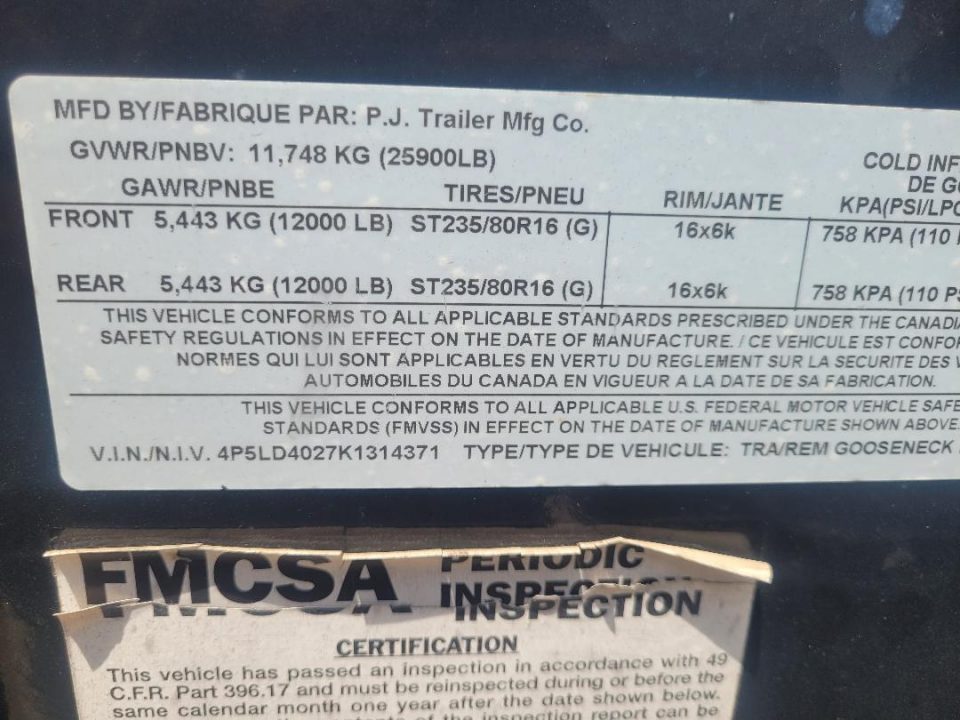 MFD BY/FABRIQUE PAR: P.J. Trailer Mfg Co.
GVWR/PNBV: 11,748 KG (25900LB)
COLD INF
DE G
GAWR/PNBE TIRES/PNEU RIM/JANTE KPA(PSI/LPC
FRONT 5,443 KG (12000 LB) ST235/80R16 (G) 16x6k 758 KPA (110
REAR 5,443 KG (12000 LB) ST235/80R16 (G) 16x6k 758 KPA (110 PS
THIS VEHICLE CONFORMS TO ALL APPLICABLE STANDARDS PRESCRIBED UNDER THE CANADI
SAFETY REGULATIONS IN EFFECT ON THE DATE OF MANUFACTURE. / CE VEHICULE EST CONFOR
NORMES QUI LUI SONT APPLICABLES EN VERTU DU REGLEMENT SUR LA SECURITE DES V
AUTOMOBILES DU CANADA EN VIGUEUR A LA DATE DE SA FABRICATION.
THIS VEHICLE CONFORMS TO ALL APPLICABLE U.S. FEDERAL MOTOR VEHICLE SAFE
STANDARDS (FMVSS) IN EFFECT ON THE DATE OF MANUFACTURE SHOWN ABOVE.
V.I.N./N.I.V. 4P5LD4027K1314371 TYPE/TYPE DE VEHICULE: TRA/REM GOOSENECK
FMCSA PERIODIC
INSPECTION
CERTIFICATION
This vehicle has passed an inspection in accordance with 49
C.F.R. Part 396.17 and must be reinspected during or before the
same calendar month one year after the date shown below.
of the inspection report can be